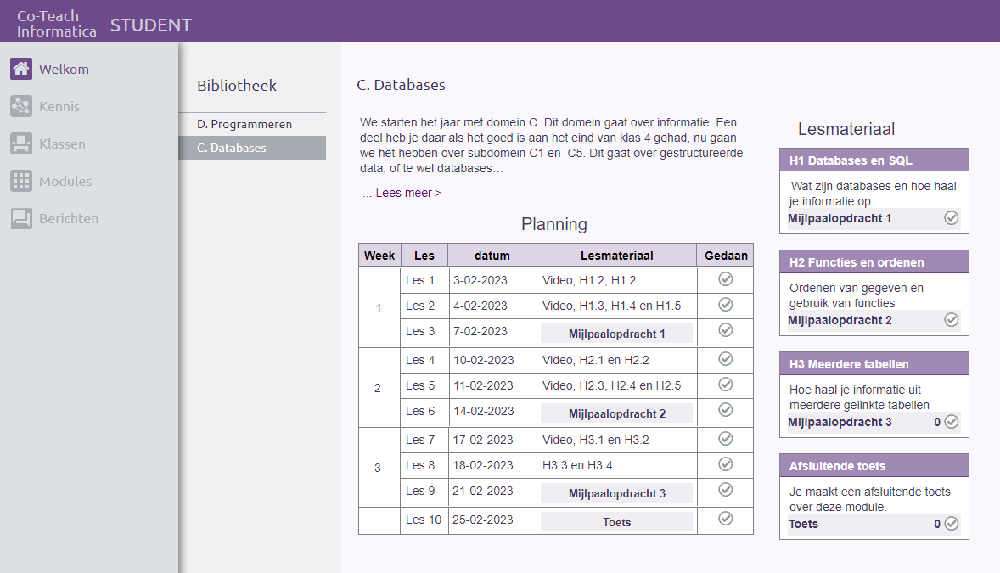 Co-Teach
Informatica
STUDENT
Welkom
Kennis
Klassen
Modules
Berichten
Bibliotheek
D. Programmeren
C. Databases
C. Databases
We starten het jaar met domein C. Dit domein gaat over informatie. Een
deel heb je daar als het goed is aan het eind van klas 4 gehad, nu gaan
we het hebben over subdomein C1 en C5. Dit gaat over gestructureerde
data, of te wel databases…
... Lees meer >
Planning
Week Les datum Lesmateriaal Gedaan
1
Les 1 3-02-2023 Video, H1.2, H1.2
Les 2 4-02-2023 Video, H1.3, H1.4 en H1.5
Les 3 7-02-2023 Mijlpaalopdracht 1
2
Les 4 10-02-2023 Video, H2.1 en H2.2
Les 5 11-02-2023 Video, H2.3, H2.4 en H2.5
Les 6 14-02-2023 Mijlpaalopdracht 2
3
Les 7 17-02-2023 Video, H3.1 en H3.2
Les 8 18-02-2023 H3.3 en H3.4
Les 9 21-02-2023 Mijlpaalopdracht 3
Les 10 25-02-2023 Toets
Lesmateriaal
H1 Databases en SQL
Wat zijn databases en hoe haal
je informatie op.
Mijlpaalopdracht 1
H2 Functies en ordenen
Ordenen van gegeven en
gebruik van functies
Mijlpaalopdracht 2
H3 Meerdere tabellen
Hoe haal je informatie uit
meerdere gelinkte tabellen
Mijlpaalopdracht 3 0
Afsluitende toets
Je maakt een afsluitende toets
over deze module.
Toets 0